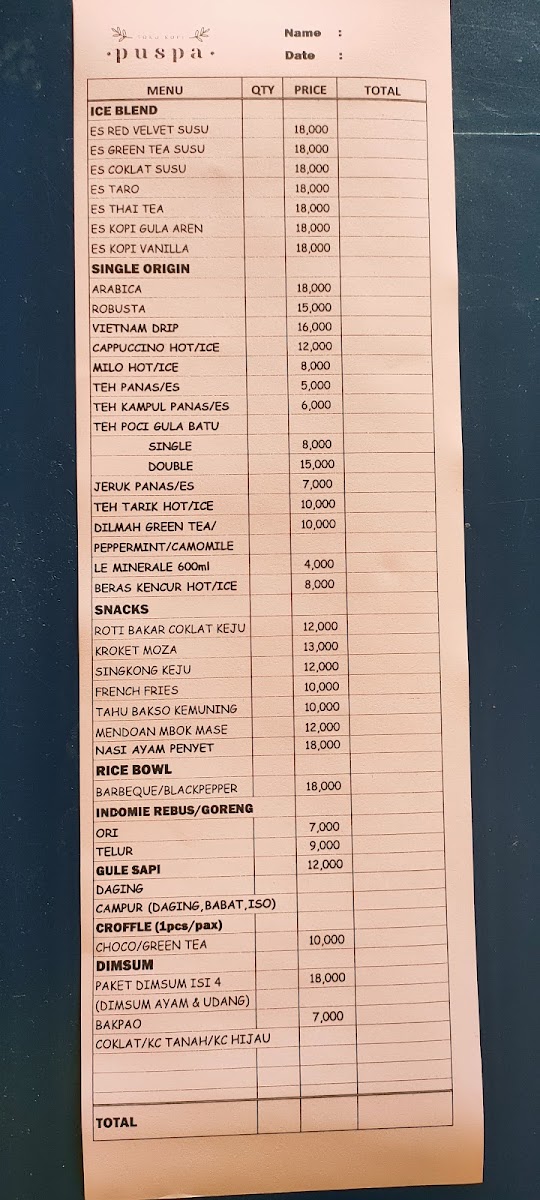 puspa
Name :
Date :
MENU QTY PRICE TOTAL
ICE BLEND
ES RED VELVET SUSU 18,000
ES GREEN TEA SUSU 18,000
ES COKLAT SUSU 18,000
ES TARO 18,000
ES THAI TEA 18,000
ES KOPI GULA AREN 18,000
ES KOPI VANILLA 18,000
SINGLE ORIGIN
ARABICA 18,000
ROBUSTA 15,000
VIETNAM DRIP 16,000
CAPPUCCINO HOT/ICE 12,000
MILO HOT/ICE 8,000
TEH PANAS/ES 5,000
TEH KAMPUL PANAS/ES 6,000
TEH POCI GULA BATU
SINGLE 8,000
DOUBLE 15,000
JERUK PANAS/ES 7,000
TEH TARIK HOT/ICE 10,000
DILMAH GREEN TEA/ 10,000
PEPPERMINT/CAMOMILE
LE MINERALE 600ml 4,000
BERAS KENCUR HOT/ICE 8,000
SNACKS
ROTI BAKAR COKLAT KEJU 12,000
KROKET MOZA 13,000
SINGKONG KEJU 12,000
FRENCH FRIES 10,000
TAHU BAKSO KEMUNING 10,000
MENDOAN MBOK MASE 12,000
NASI AYAM PENYET 18,000
RICE BOWL
BARBEQUE/BLACKPEPPER 18,000
INDOMIE REBUS/GORENG
ORI 7,000
TELUR 9,000
GULE SAPI 12,000
DAGING
CAMPUR (DAGING,BABAT,ISO)
CROFFLE (1pcs/pax)
CHOCO/GREEN TEA 10,000
DIMSUM
PAKET DIMSUM ISI 4 18,000
(DIMSUM AYAM & UDANG)
BAKPAO 7,000
COKLAT/KC TANAH/KC HIJAU
TOTAL